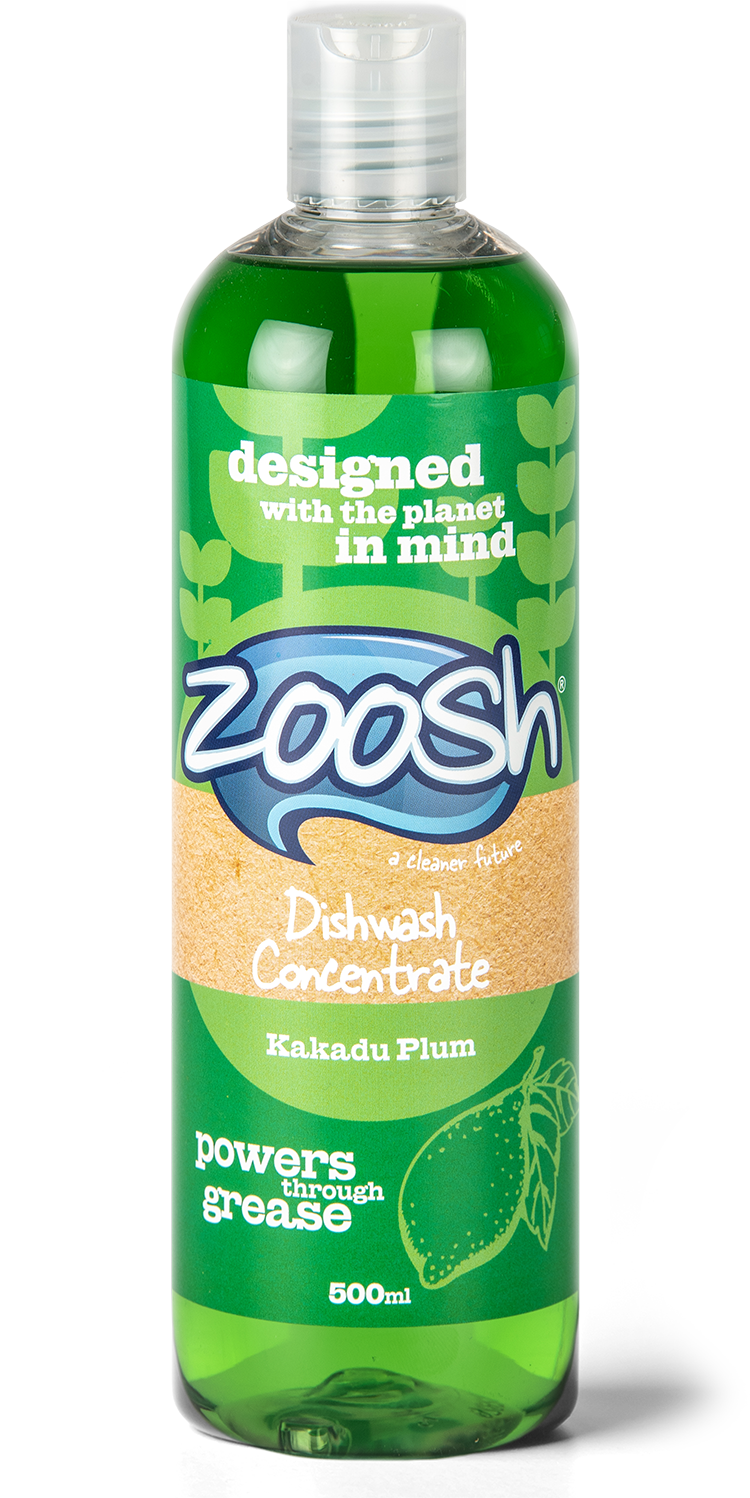 designed
with the planet
in mind
zoosh®
a cleaner future
Dishwash
Concentrate
Kakadu Plum
powers
through
grease
500ml